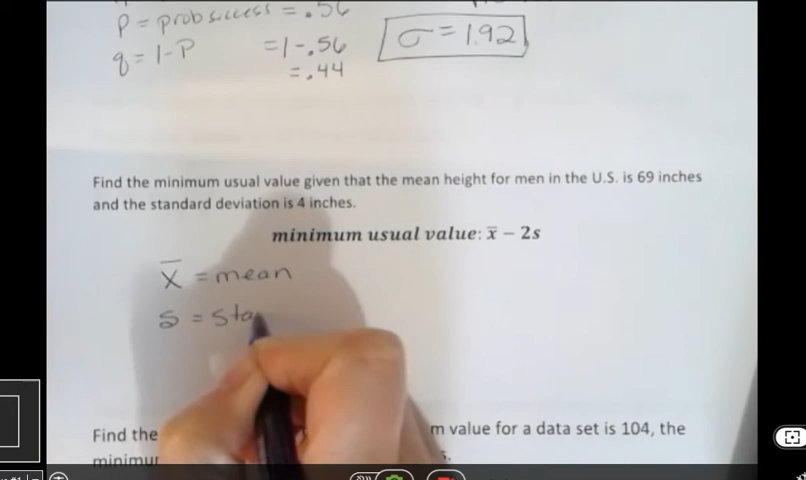 p = prob success = .56
q = 1 - P = 1 - .56
= .44
σ = 1.92
Find the minimum usual value given that the mean height for men in the U.S. is 69 inches
and the standard deviation is 4 inches.
minimum usual value: x̄ − 2s
x̄ = mean
s = sta
Find the m value for a data set is 104, the
minimur s.